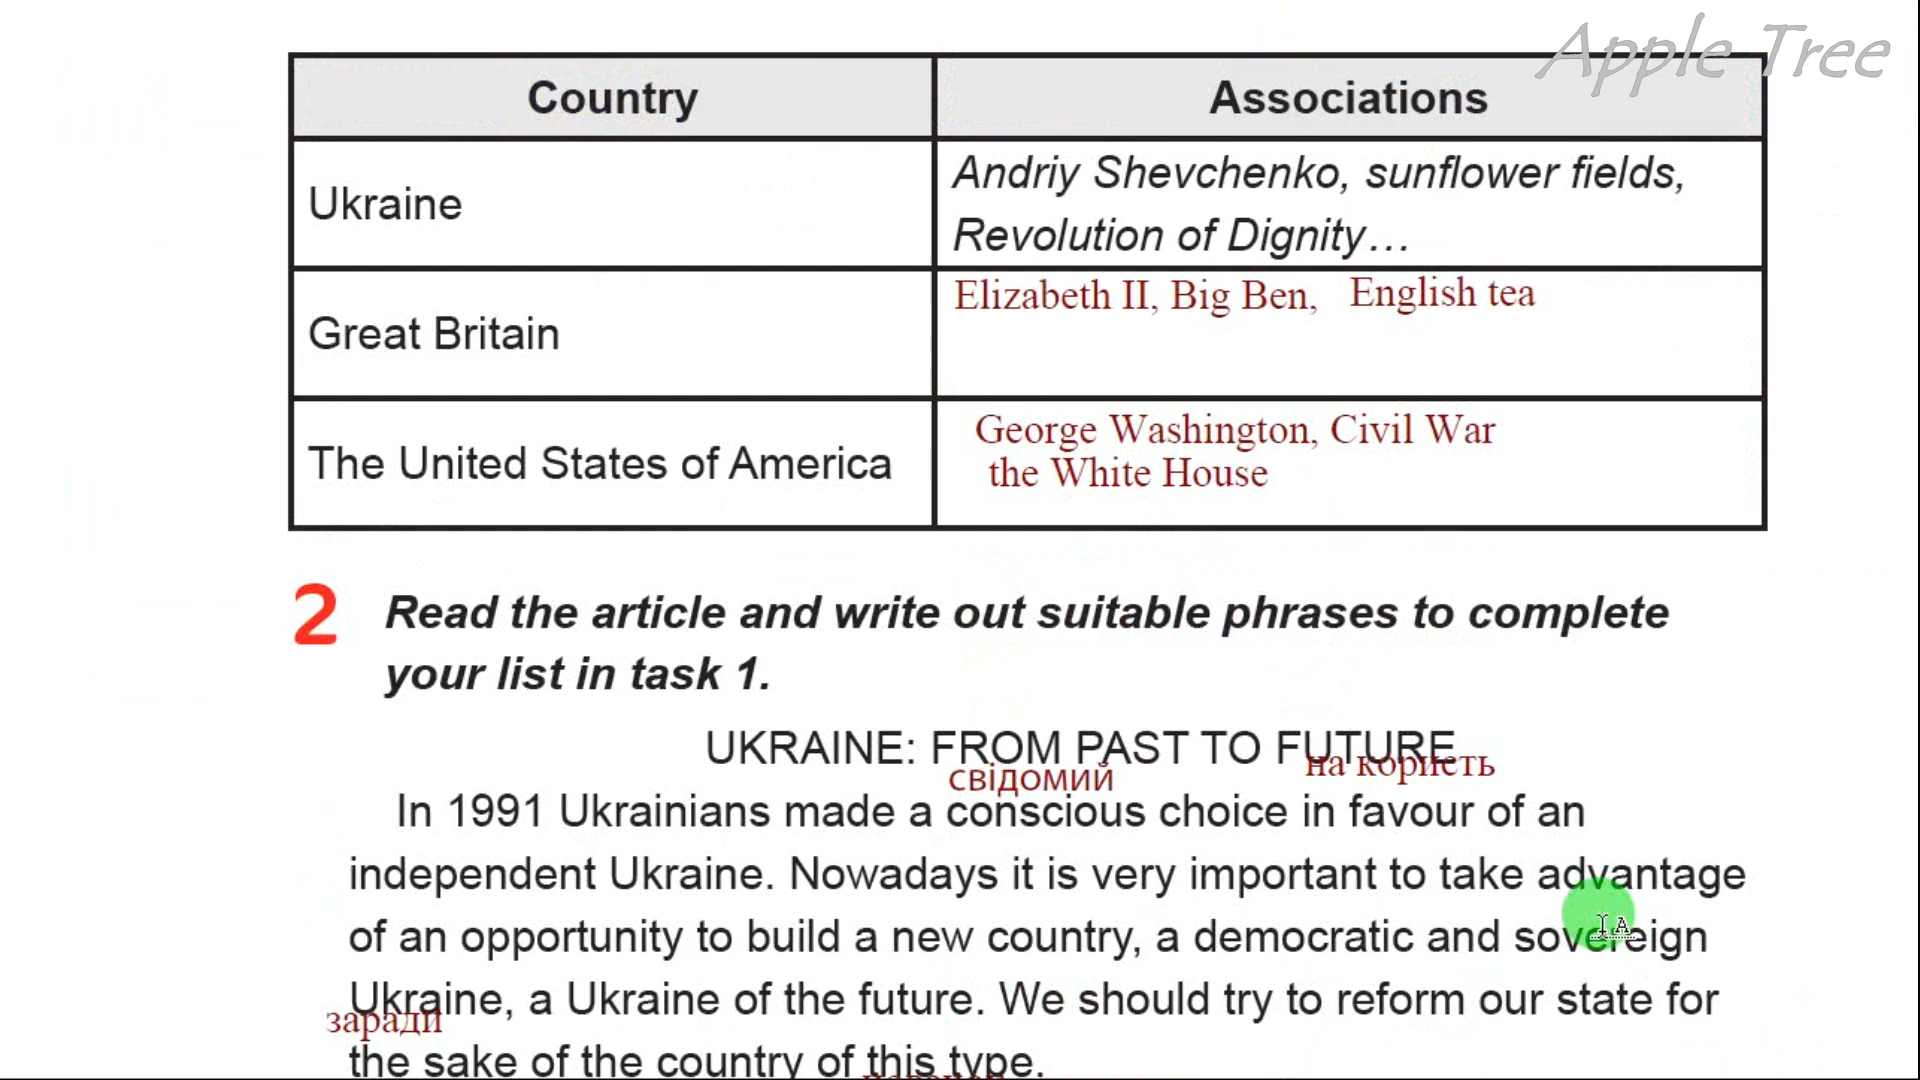 Apple Tree
Country Associations
Ukraine
Andriy Shevchenko, sunflower fields,
Revolution of Dignity…
Great Britain
Elizabeth II, Big Ben, English tea
The United States of America
George Washington, Civil War
the White House
2 Read the article and write out suitable phrases to complete
your list in task 1.
UKRAINE: FROM PAST TO FUTURE
свідомий на користь
In 1991 Ukrainians made a conscious choice in favour of an
independent Ukraine. Nowadays it is very important to take advantage
of an opportunity to build a new country, a democratic and sovereign
Ukraine, a Ukraine of the future. We should try to reform our state for
заради
the sake of the country of this type.